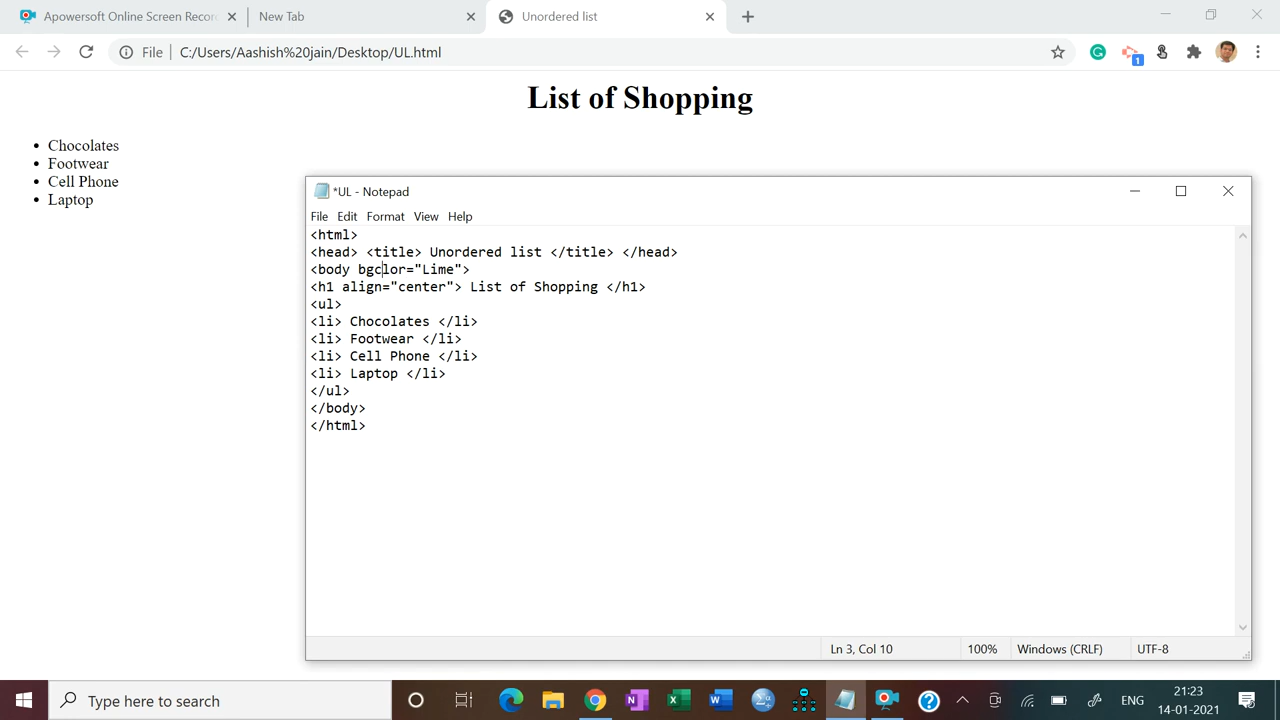 Apowersoft Online Screen Recor
New Tab
Unordered list
File
C:/Users/Aashish%20jain/Desktop/UL.html
1
List of Shopping
• Chocolates
• Footwear
• Cell Phone
• Laptop
*UL - Notepad
File Edit Format View Help
<html>
<head> <title> Unordered list </title> </head>
<body bgclor="Lime">
<h1 align="center"> List of Shopping </h1>
<ul>
<li> Chocolates </li>
<li> Footwear </li>
<li> Cell Phone </li>
<li> Laptop </li>
</ul>
</body>
</html>
Ln 3, Col 10
100%
Windows (CRLF)
UTF-8
Type here to search
ENG
21:23
14-01-2021